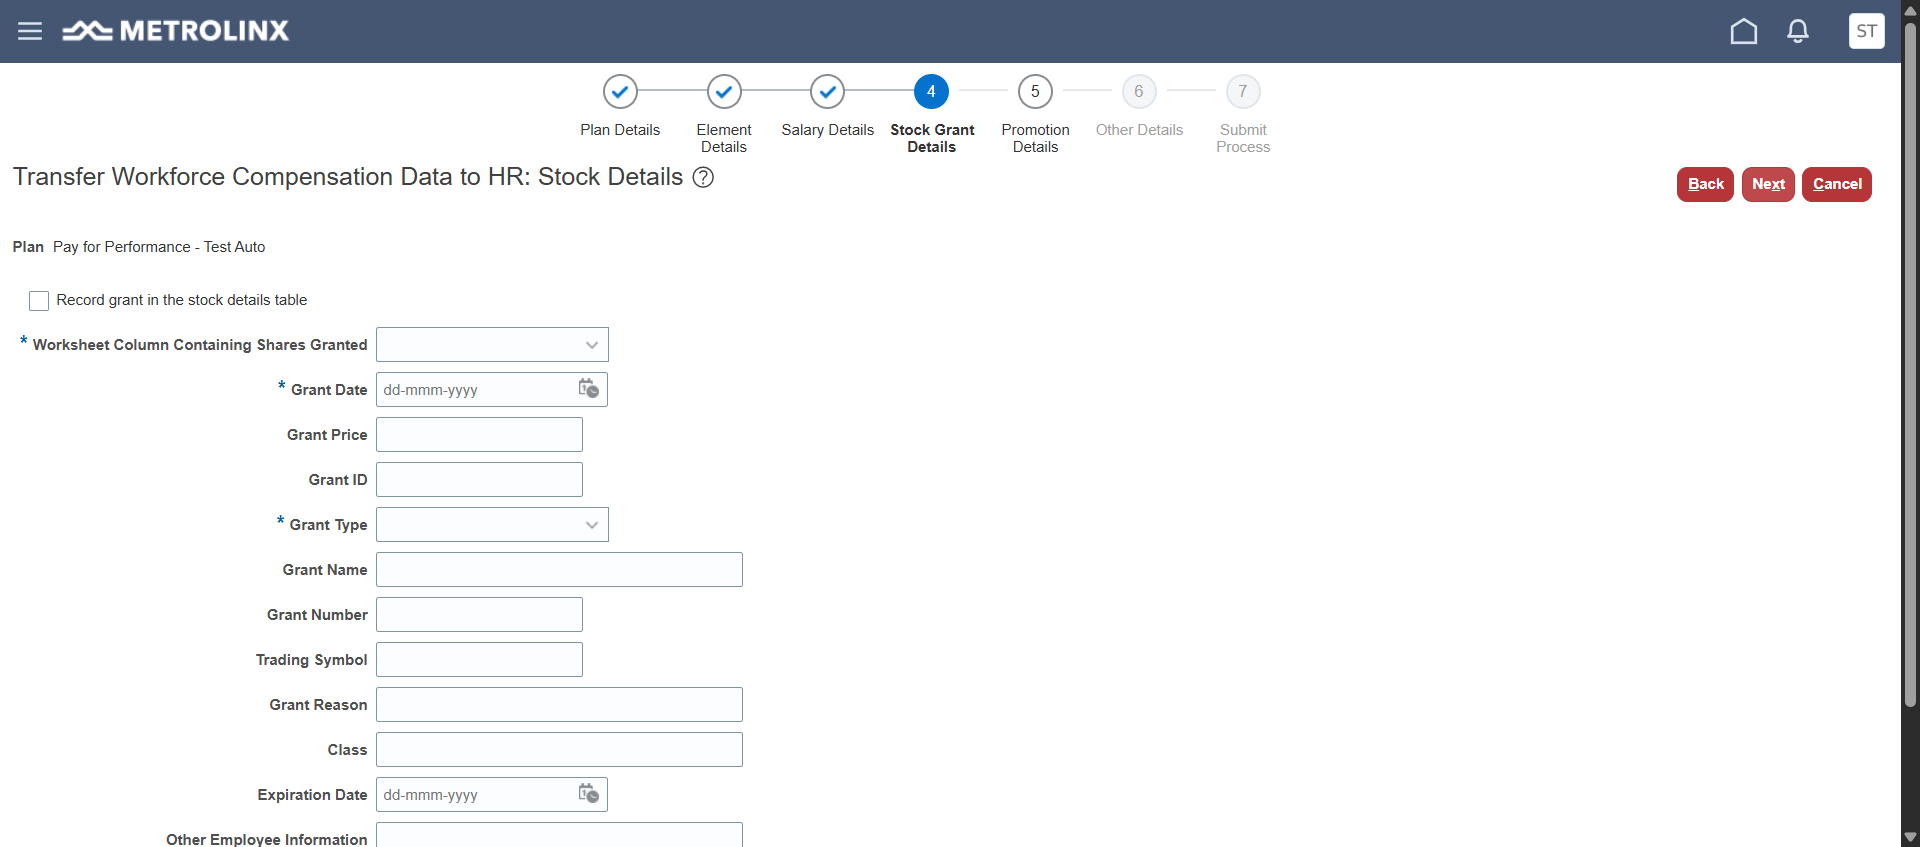 METROLINX
ST
4
5
6
7
Plan Details
Element Details
Salary Details
Stock Grant Details
Promotion Details
Other Details
Submit Process
Transfer Workforce Compensation Data to HR: Stock Details ?
Back
Next
Cancel
Plan Pay for Performance - Test Auto
Record grant in the stock details table
* Worksheet Column Containing Shares Granted
* Grant Date dd-mmm-yyyy
Grant Price
Grant ID
* Grant Type
Grant Name
Grant Number
Trading Symbol
Grant Reason
Class
Expiration Date dd-mmm-yyyy
Other Employee Information